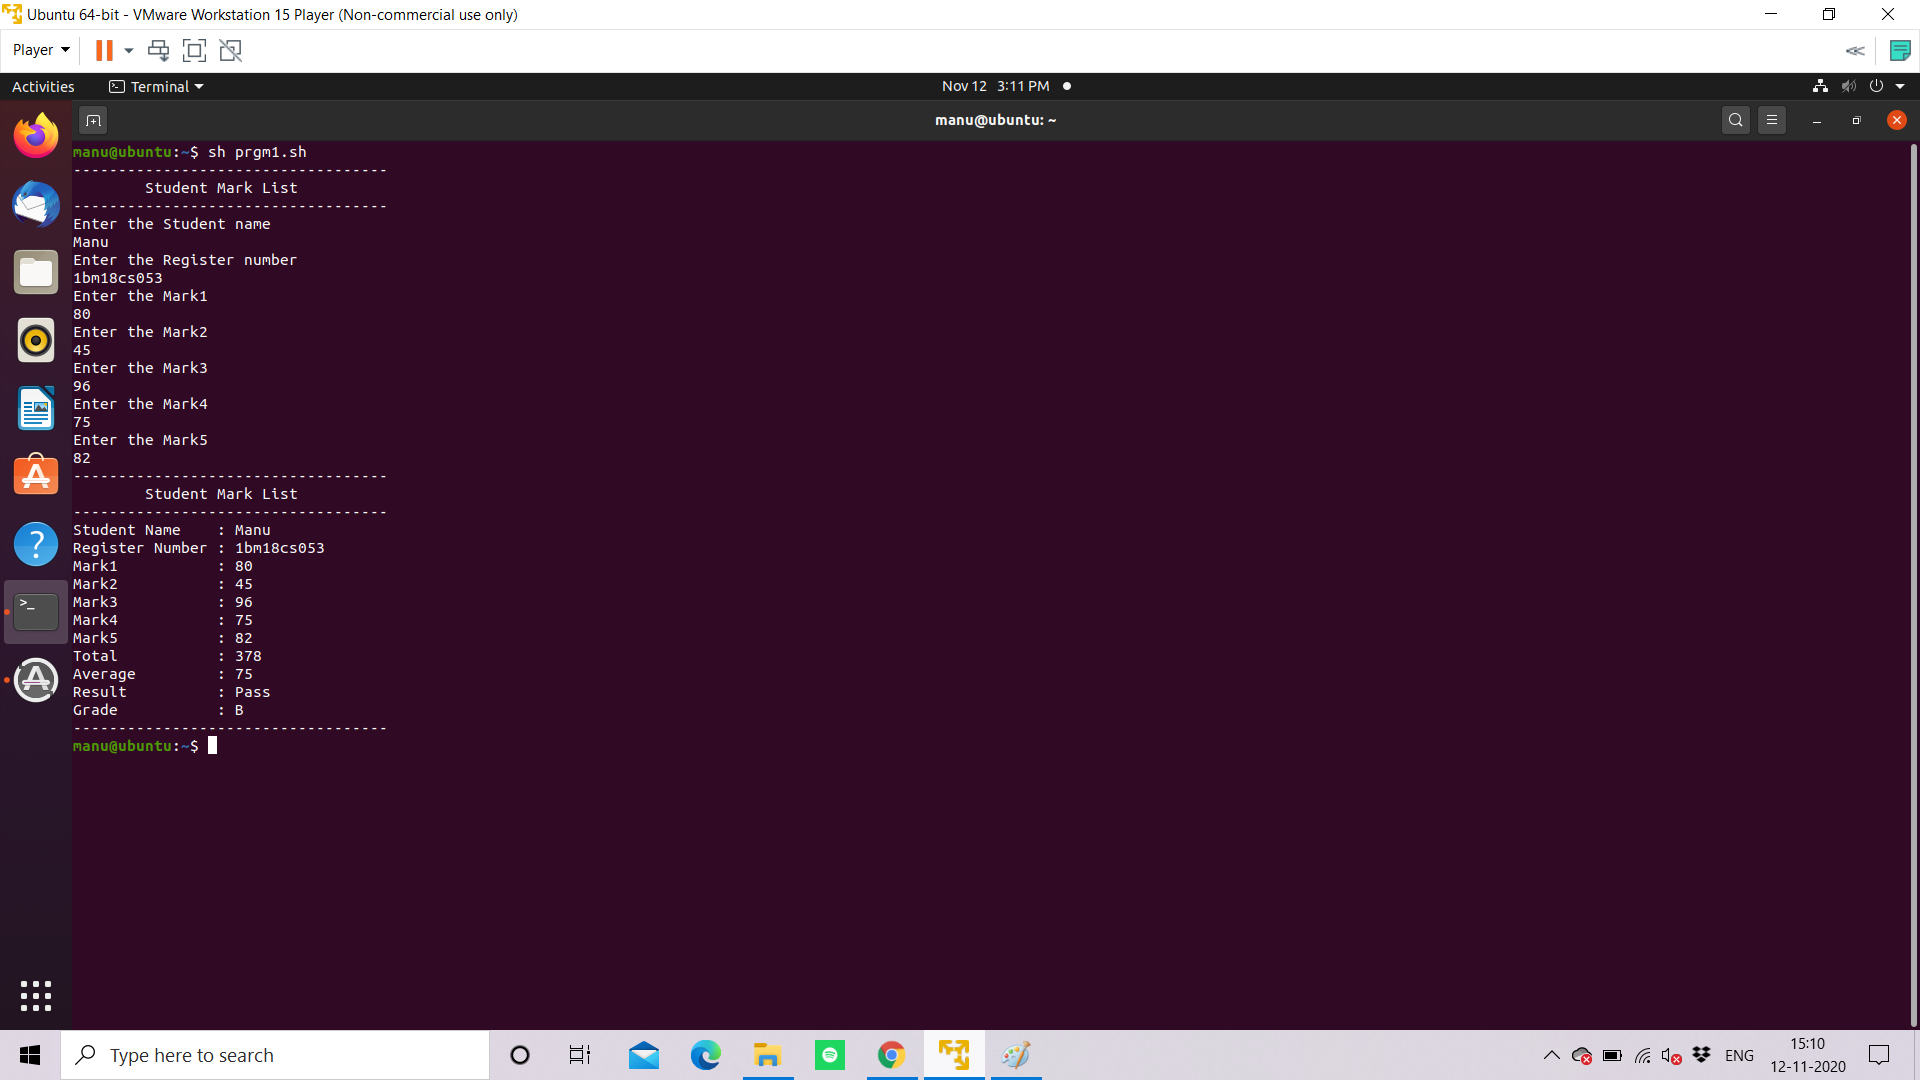 Ubuntu 64-bit - VMware Workstation 15 Player (Non-commercial use only)
Player
Activities Terminal Nov 12 3:11 PM
manu@ubuntu: ~
manu@ubuntu:~$ sh prgm1.sh
-----------------------------------
Student Mark List
-----------------------------------
Enter the Student name
Manu
Enter the Register number
1bm18cs053
Enter the Mark1
80
Enter the Mark2
45
Enter the Mark3
96
Enter the Mark4
75
Enter the Mark5
82
-----------------------------------
Student Mark List
-----------------------------------
Student Name    : Manu
Register Number : 1bm18cs053
Mark1           : 80
Mark2           : 45
Mark3           : 96
Mark4           : 75
Mark5           : 82
Total           : 378
Average         : 75
Result          : Pass
Grade           : B
-----------------------------------
manu@ubuntu:~$
Type here to search
ENG
15:10
12-11-2020